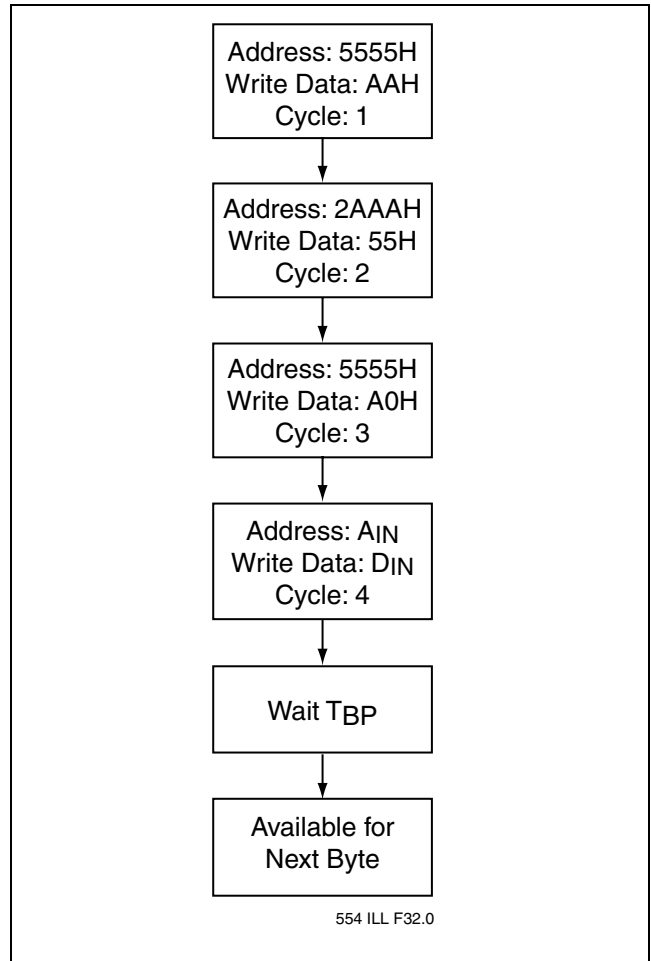 Address: 5555H
Write Data: AAH
Cycle: 1
Address: 2AAAH
Write Data: 55H
Cycle: 2
Address: 5555H
Write Data: A0H
Cycle: 3
Address: AIN
Write Data: DIN
Cycle: 4
Wait TBP
Available for
Next Byte
554 ILL F32.0